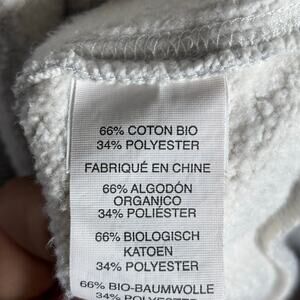 66% COTON BIO
34% POLYESTER
FABRIQUÉ EN CHINE
66% ALGODÓN
ORGANICO
34% POLIÉSTER
66% BIOLOGISCH
KATOEN
34% POLYESTER
66% BIO-BAUMWOLLE
34% POLYESTER